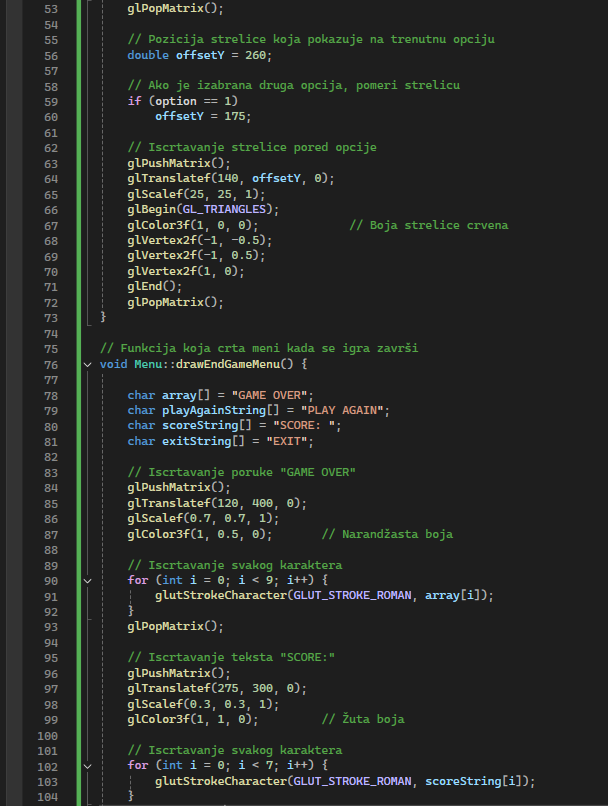 53 glPopMatrix();
54
55 // Pozicija strelice koja pokazuje na trenutnu opciju
56 double offsetY = 260;
57
58 // Ako je izabrana druga opcija, pomeri strelicu
59 if (option == 1)
60 offsetY = 175;
61
62 // Iscrtavanje strelice pored opcije
63 glPushMatrix();
64 glTranslatef(140, offsetY, 0);
65 glScalef(25, 25, 1);
66 glBegin(GL_TRIANGLES);
67 glColor3f(1, 0, 0); // Boja strelice crvena
68 glVertex2f(-1, -0.5);
69 glVertex2f(-1, 0.5);
70 glVertex2f(1, 0);
71 glEnd();
72 glPopMatrix();
73 }
74
75 // Funkcija koja crta meni kada se igra završi
76 void Menu::drawEndGameMenu() {
77
78 char array[] = "GAME OVER";
79 char playAgainString[] = "PLAY AGAIN";
80 char scoreString[] = "SCORE: ";
81 char exitString[] = "EXIT";
82
83 // Iscrtavanje poruke "GAME OVER"
84 glPushMatrix();
85 glTranslatef(120, 400, 0);
86 glScalef(0.7, 0.7, 1);
87 glColor3f(1, 0.5, 0); // Narandžasta boja
88
89 // Iscrtavanje svakog karaktera
90 for (int i = 0; i < 9; i++) {
91 glutStrokeCharacter(GLUT_STROKE_ROMAN, array[i]);
92 }
93 glPopMatrix();
94
95 // Iscrtavanje teksta "SCORE:"
96 glPushMatrix();
97 glTranslatef(275, 300, 0);
98 glScalef(0.3, 0.3, 1);
99 glColor3f(1, 1, 0); // Žuta boja
100
101 // Iscrtavanje svakog karaktera
102 for (int i = 0; i < 7; i++) {
103 glutStrokeCharacter(GLUT_STROKE_ROMAN, scoreString[i]);
104 }